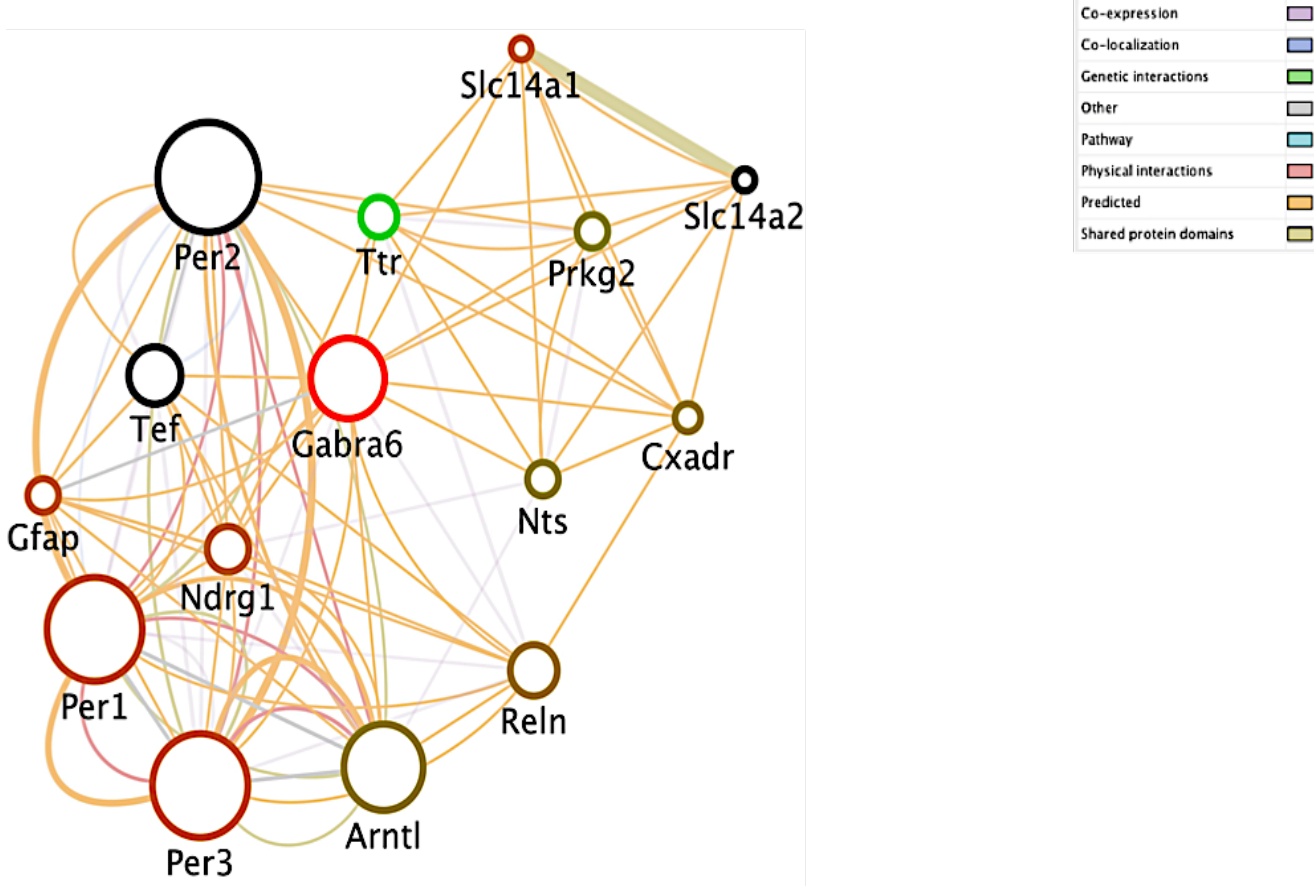 Co-expression
Co-localization
Genetic interactions
Other
Pathway
Physical interactions
Predicted
Shared protein domains
Slc14a1
Slc14a2
Per2
Ttr
Prkg2
Tef
Gabra6
Cxadr
Gfap
Nts
Ndrg1
Per1
Reln
Arntl
Per3